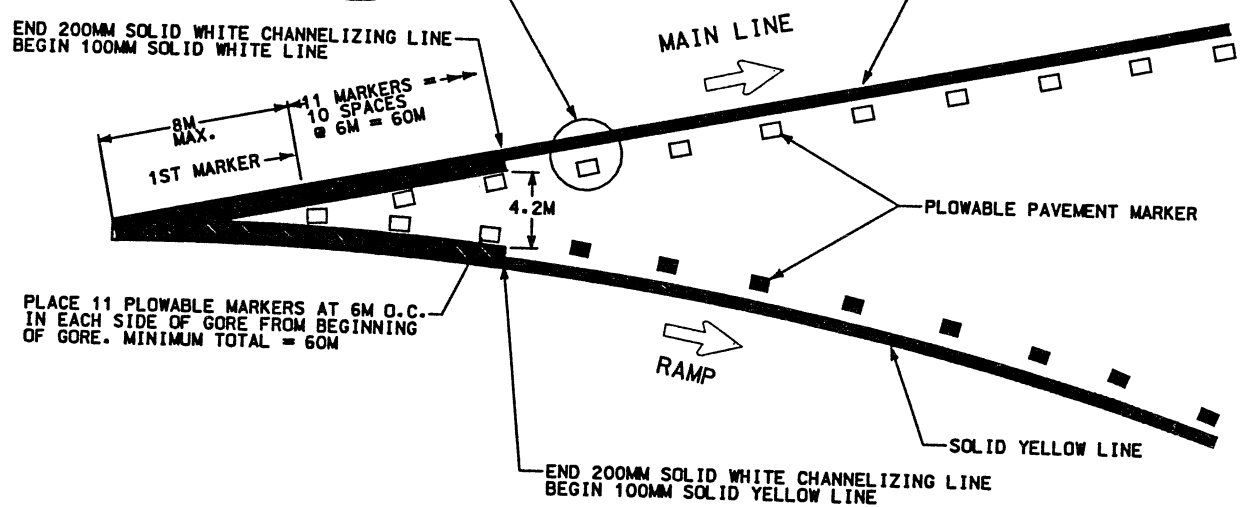 END 200MM SOLID WHITE CHANNELIZING LINE
BEGIN 100MM SOLID WHITE LINE
MAIN LINE
8M
MAX.
11 MARKERS =
10 SPACES
@ 6M = 60M
1ST MARKER
4.2M
PLOWABLE PAVEMENT MARKER
PLACE 11 PLOWABLE MARKERS AT 6M O.C.
IN EACH SIDE OF GORE FROM BEGINNING
OF GORE. MINIMUM TOTAL = 60M
RAMP
SOLID YELLOW LINE
END 200MM SOLID WHITE CHANNELIZING LINE
BEGIN 100MM SOLID YELLOW LINE